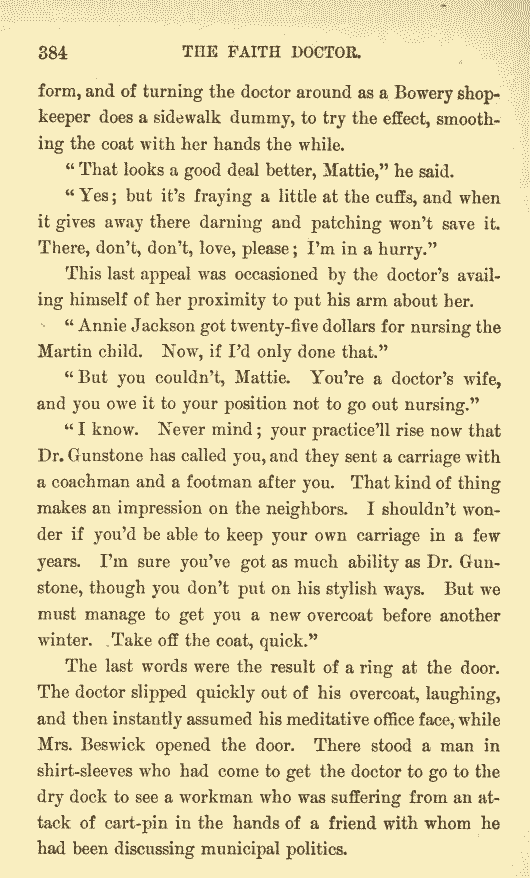 384
THE FAITH DOCTOR.
form, and of turning the doctor around as a Bowery shop-
keeper does a sidewalk dummy, to try the effect, smooth-
ing the coat with her hands the while.
"That looks a good deal better, Mattie," he said.
"Yes; but it's fraying a little at the cuffs, and when
it gives away there darning and patching won't save it.
There, don't, don't, love, please; I'm in a hurry."
This last appeal was occasioned by the doctor's avail-
ing himself of her proximity to put his arm about her.
"Annie Jackson got twenty-five dollars for nursing the
Martin child. Now, if I'd only done that."
"But you couldn't, Mattie. You're a doctor's wife,
and you owe it to your position not to go out nursing."
"I know. Never mind; your practice'll rise now that
Dr. Gunstone has called you, and they sent a carriage with
a coachman and a footman after you. That kind of thing
makes an impression on the neighbors. I shouldn't won-
der if you'd be able to keep your own carriage in a few
years. I'm sure you've got as much ability as Dr. Gun-
stone, though you don't put on his stylish ways. But we
must manage to get you a new overcoat before another
winter. Take off the coat, quick."
The last words were the result of a ring at the door.
The doctor slipped quickly out of his overcoat, laughing,
and then instantly assumed his meditative office face, while
Mrs. Beswick opened the door. There stood a man in
shirt-sleeves who had come to get the doctor to go to the
dry dock to see a workman who was suffering from an at-
tack of cart-pin in the hands of a friend with whom he
had been discussing municipal politics.